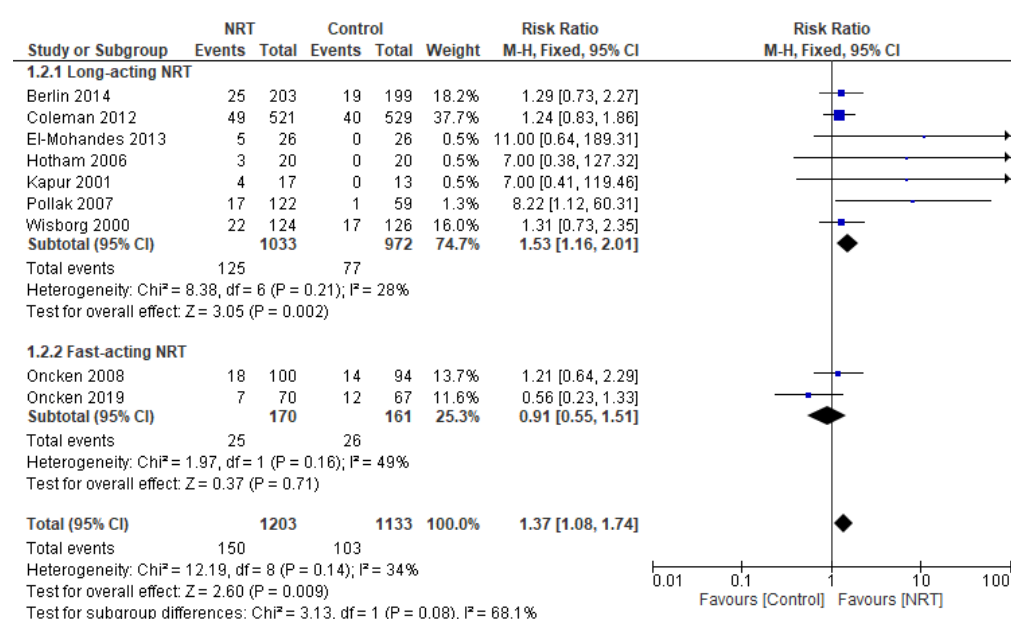 NRT Control Risk Ratio Risk Ratio
Study or Subgroup Events Total Events Total Weight M-H, Fixed, 95% CI M-H, Fixed, 95% CI
1.2.1 Long-acting NRT
Berlin 2014 25 203 19 199 18.2% 1.29 [0.73, 2.27]
Coleman 2012 49 521 40 529 37.7% 1.24 [0.83, 1.86]
El-Mohandes 2013 5 26 0 26 0.5% 11.00 [0.64, 189.31]
Hotham 2006 3 20 0 20 0.5% 7.00 [0.38, 127.32]
Kapur 2001 4 17 0 13 0.5% 7.00 [0.41, 119.46]
Pollak 2007 17 122 1 59 1.3% 8.22 [1.12, 60.31]
Wisborg 2000 22 124 17 126 16.0% 1.31 [0.73, 2.35]
Subtotal (95% CI) 1033 972 74.7% 1.53 [1.16, 2.01]
Total events 125 77
Heterogeneity: Chi² = 8.38, df = 6 (P = 0.21); I² = 28%
Test for overall effect: Z = 3.05 (P = 0.002)
1.2.2 Fast-acting NRT
Oncken 2008 18 100 14 94 13.7% 1.21 [0.64, 2.29]
Oncken 2019 7 70 12 67 11.6% 0.56 [0.23, 1.33]
Subtotal (95% CI) 170 161 25.3% 0.91 [0.55, 1.51]
Total events 25 26
Heterogeneity: Chi² = 1.97, df = 1 (P = 0.16); I² = 49%
Test for overall effect: Z = 0.37 (P = 0.71)
Total (95% CI) 1203 1133 100.0% 1.37 [1.08, 1.74]
Total events 150 103
Heterogeneity: Chi² = 12.19, df = 8 (P = 0.14); I² = 34%
Test for overall effect: Z = 2.60 (P = 0.009)
Test for subgroup differences: Chi² = 3.13, df = 1 (P = 0.08), I² = 68.1%
0.01 0.1 1 10 100
Favours [Control] Favours [NRT]